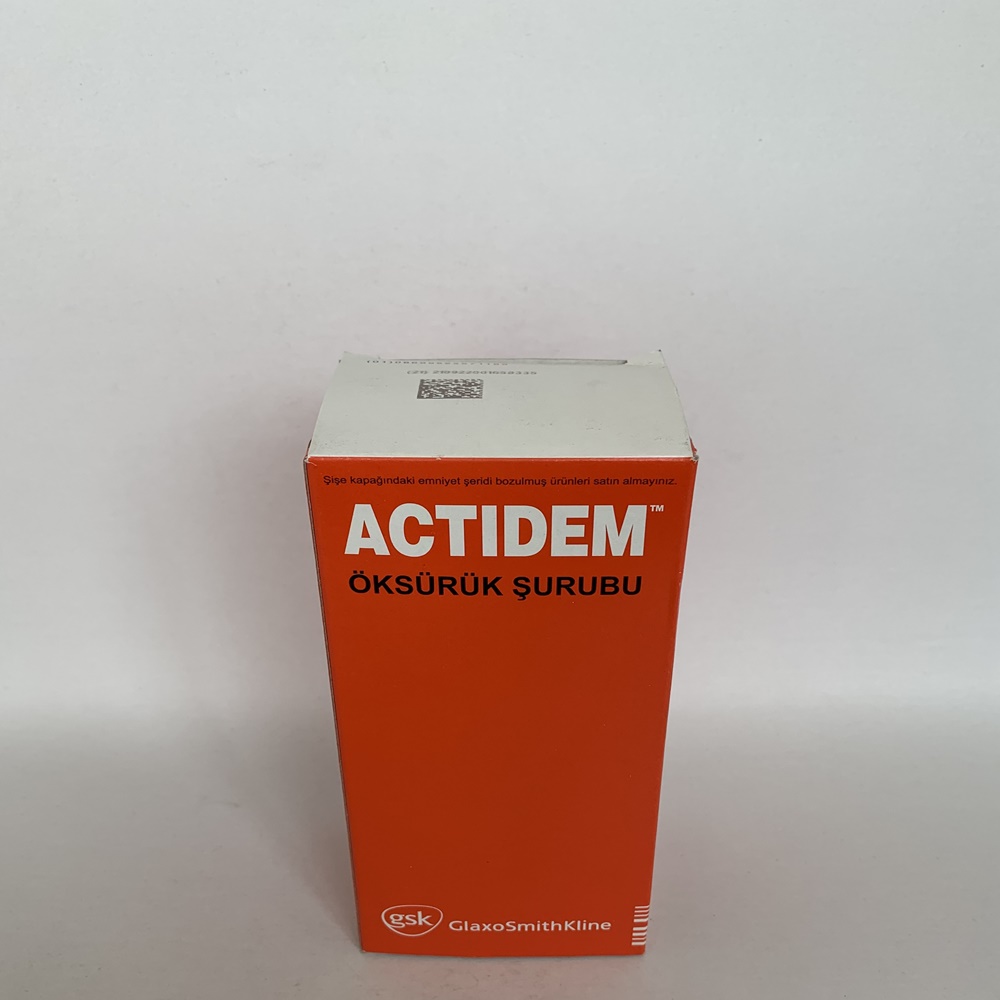 Şişe kapağındaki emniyet şeridi bozulmuş ürünleri satın almayınız.
ACTIDEM™
ÖKSÜRÜK ŞURUBU
gsk GlaxoSmithKline